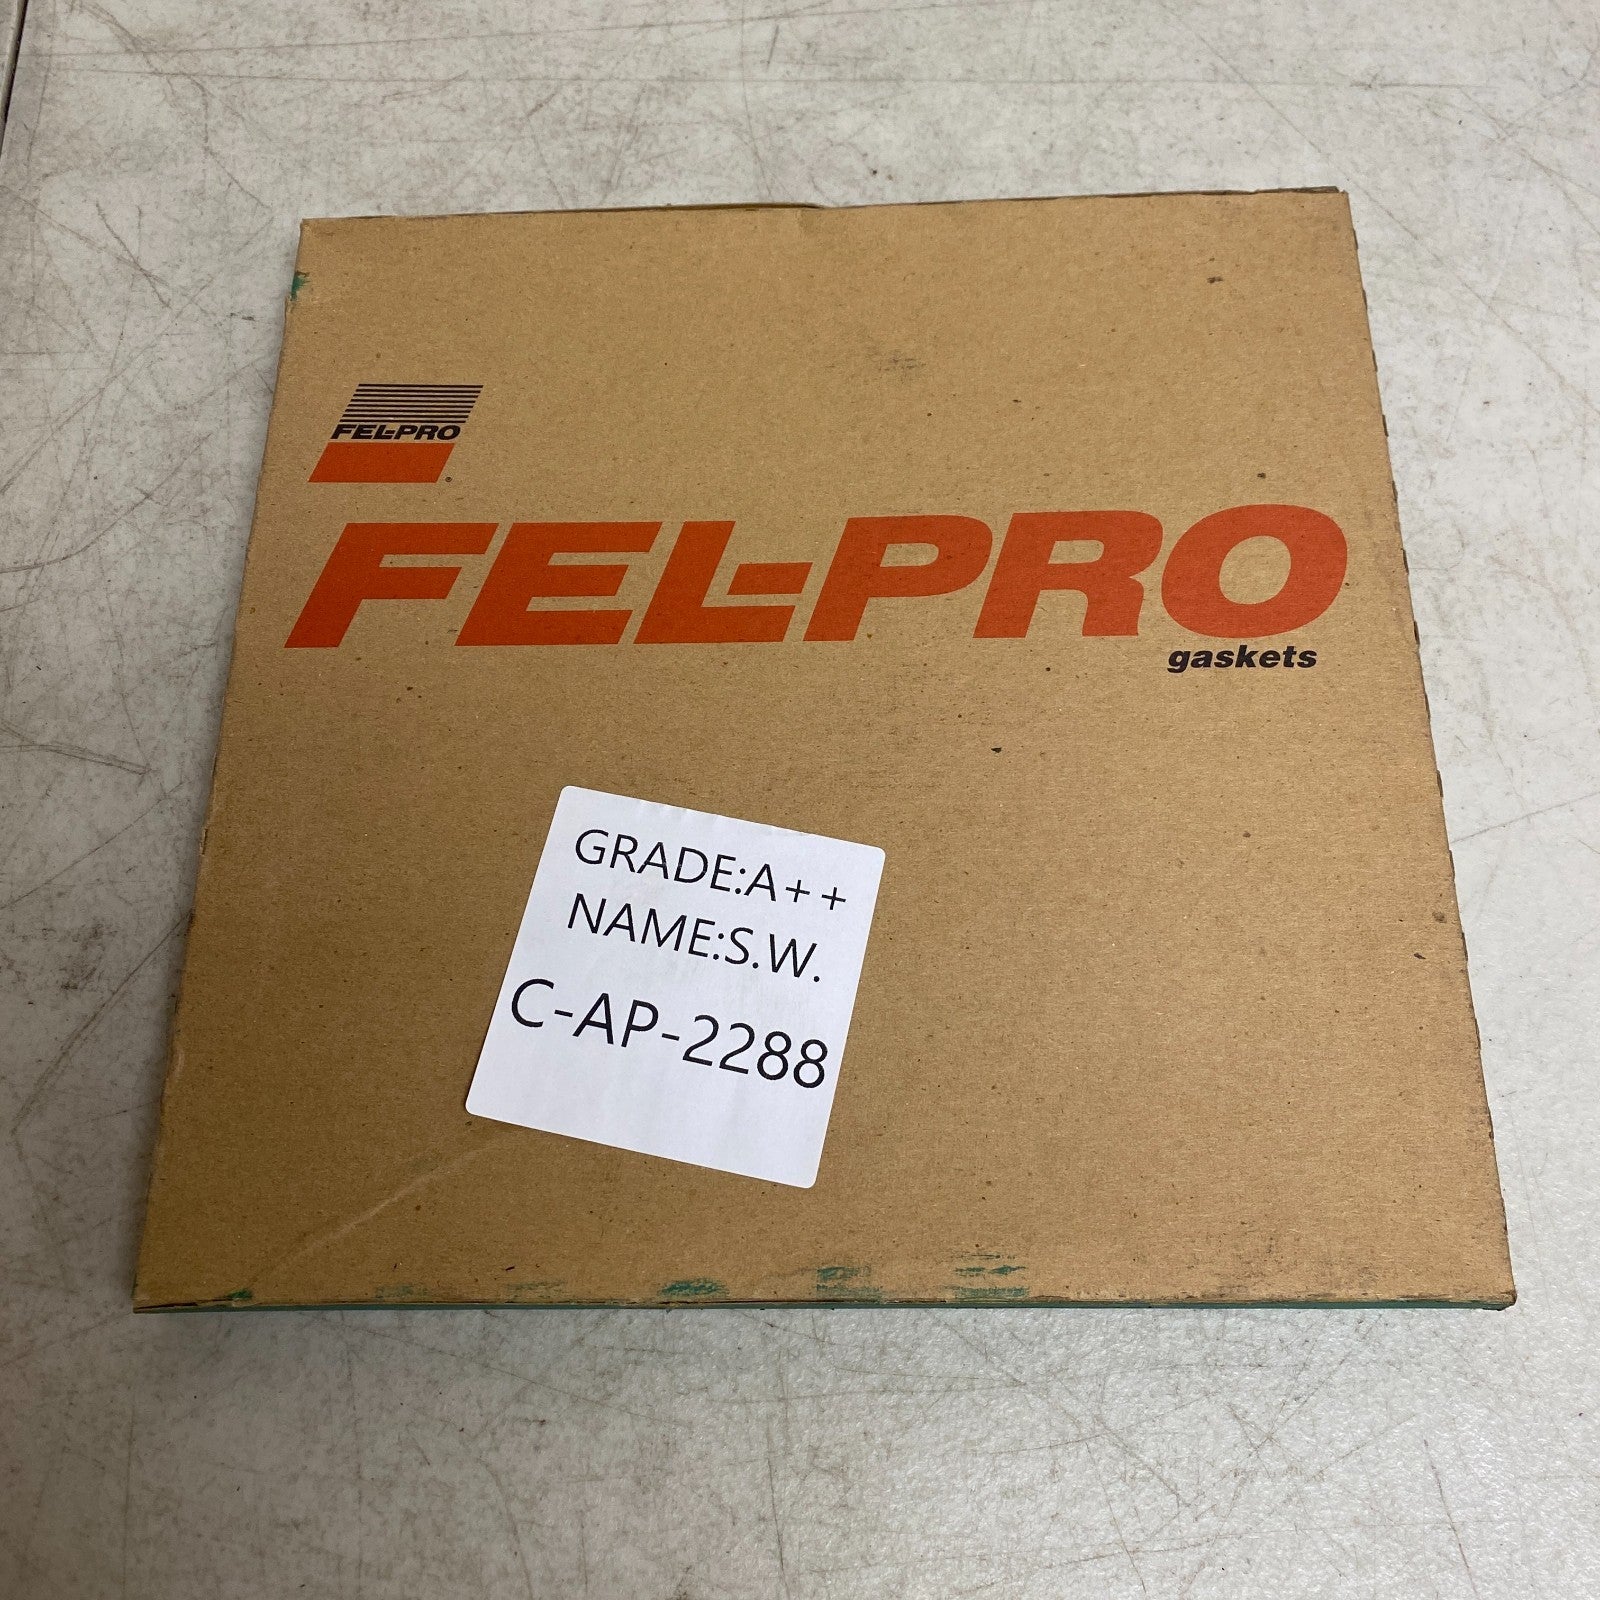 FEL-PRO
FEL-PRO
gaskets
GRADE:A++
NAME:S.W.
C-AP-2288